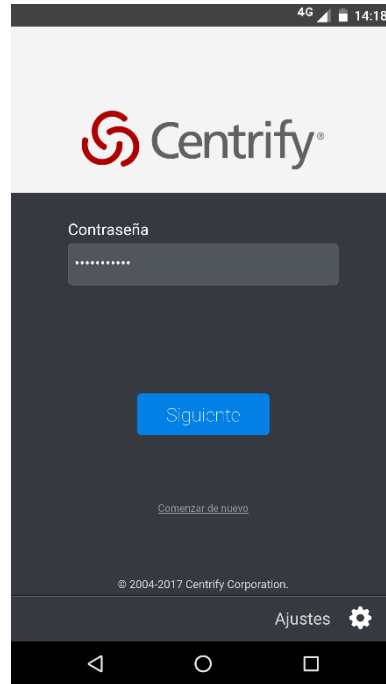 4G 14:18
Centrify®
Contraseña
•••••••••••
Siguiente
Comenzar de nuevo
© 2004-2017 Centrify Corporation.
Ajustes